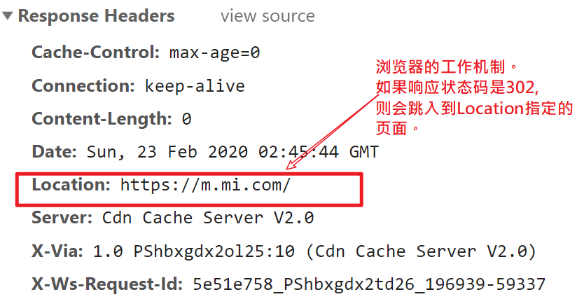 Response Headers view source
Cache-Control: max-age=0
Connection: keep-alive
Content-Length: 0
Date: Sun, 23 Feb 2020 02:45:44 GMT
Location: https://m.mi.com/
Server: Cdn Cache Server V2.0
X-Via: 1.0 PShbxgdx2ol25:10 (Cdn Cache Server V2.0)
X-Ws-Request-Id: 5e51e758_PShbxgdx2td26_196939-59337
浏览器的工作机制。
如果响应状态码是302,
则会跳入到Location指定的
页面。